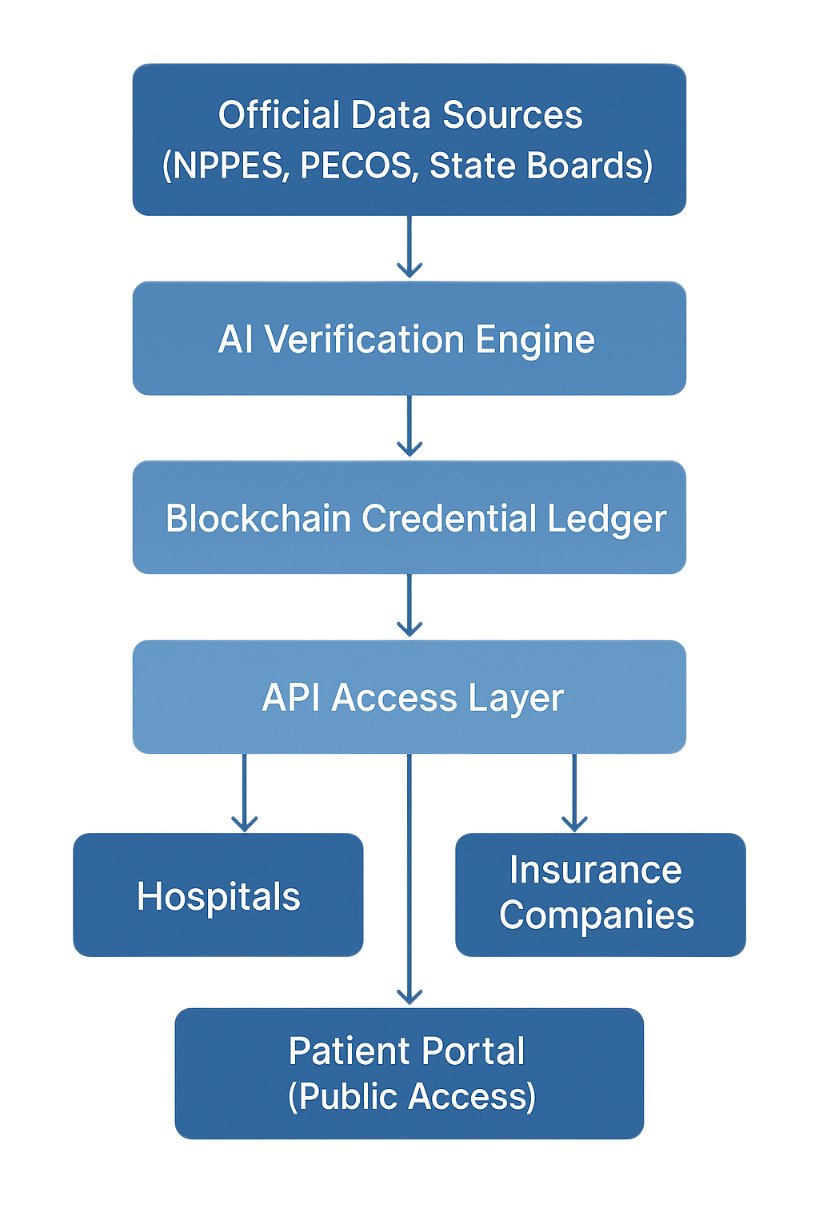 Official Data Sources
(NPPES, PECOS, State Boards)
AI Verification Engine
Blockchain Credential Ledger
API Access Layer
Hospitals
Insurance
Companies
Patient Portal
(Public Access)